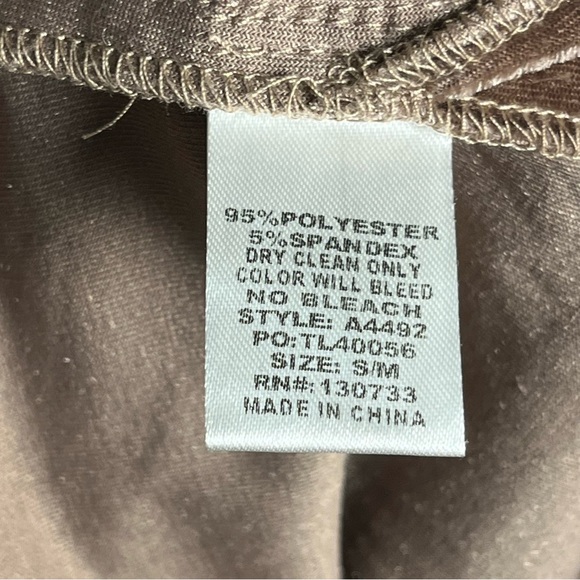 95%POLYESTER
5%SPANDEX
DRY CLEAN ONLY
COLOR WILL BLEED
NO BLEACH
STYLE: A4492
PO:TL40056
SIZE: S/M
RN#: 130733
MADE IN CHINA